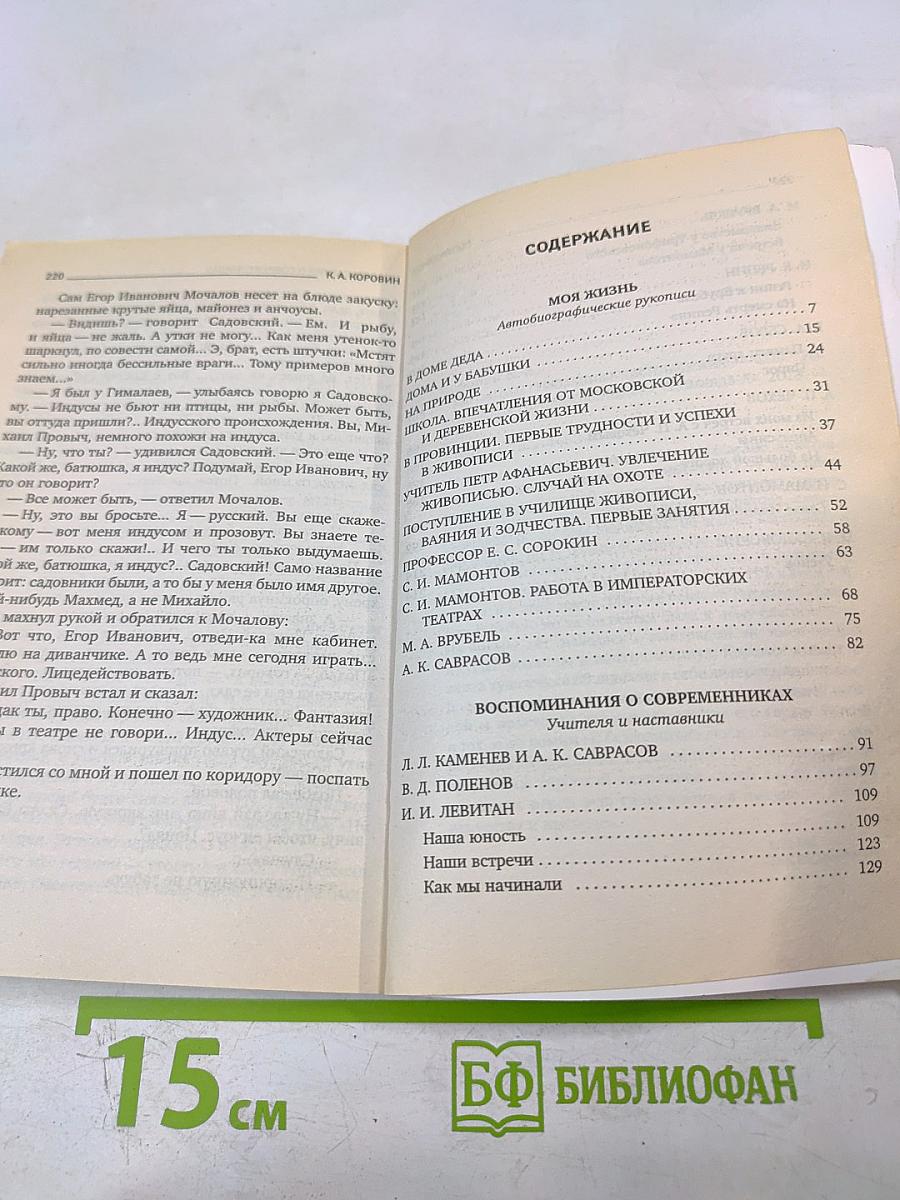 220 К. А. КОРОВИН
Сам Егор Иванович Мочалов несет на блюде закуску:
нарезанные крутые яйца, майонез и анчоусы.
— Видишь? — говорит Садовский. — Ем. И рыбу,
и яйца — не жаль. А утки не могу... Как меня утенок-то
шаркнул, по совести самой... Э, брат, есть штучки: «Мстят
сильно иногда бессильные враги... Тому примеров много
знаем...»
— Я был у Гималаев, — улыбаясь говорю я Садовско-
му. — Индусы не бьют ни птицы, ни рыбы. Может быть,
вы оттуда пришли?.. Индусского происхождения. Вы, Ми-
хаил Провыч, немного похожи на индуса.
— Ну, что ты? — удивился Садовский. — Это еще что?
Какой же, батюшка, я индус? Подумай, Егор Иванович, ну
то он говорит?
— Все может быть, — ответил Мочалов.
— Ну, это вы бросьте... Я — русский. Вы еще скаже-
кому — вот меня индусом и прозовут. Вы знаете те-
— им только скажи!.. И чего ты только выдумаешь.
ой же, батюшка, я индус?.. Садовский! Само название
рит: садовники были, а то бы у меня было имя другое.
й-нибудь Махмед, а не Михайло.
махнул рукой и обратился к Мочалову:
Вот что, Егор Иванович, отведи-ка мне кабинет.
лю на диванчике. А то ведь мне сегодня играть...
ского. Лицедействовать.
ил Провыч встал и сказал:
дак ты, право. Конечно — художник... Фантазия!
ы в театре не говори... Индус... Актеры сейчас
стился со мной и пошел по коридору — поспать
ке.
СОДЕРЖАНИЕ
МОЯ ЖИЗНЬ
Автобиографические рукописи
В ДОМЕ ДЕДА 7
ДОМА И У БАБУШКИ 15
НА ПРИРОДЕ 24
ШКОЛА. ВПЕЧАТЛЕНИЯ ОТ МОСКОВСКОЙ
И ДЕРЕВЕНСКОЙ ЖИЗНИ 31
В ПРОВИНЦИИ. ПЕРВЫЕ ТРУДНОСТИ И УСПЕХИ
В ЖИВОПИСИ 37
УЧИТЕЛЬ ПЕТР АФАНАСЬЕВИЧ. УВЛЕЧЕНИЕ
ЖИВОПИСЬЮ. СЛУЧАЙ НА ОХОТЕ 44
ПОСТУПЛЕНИЕ В УЧИЛИЩЕ ЖИВОПИСИ,
ВАЯНИЯ И ЗОДЧЕСТВА. ПЕРВЫЕ ЗАНЯТИЯ 52
ПРОФЕССОР Е. С. СОРОКИН 58
С. И. МАМОНТОВ 63
С. И. МАМОНТОВ. РАБОТА В ИМПЕРАТОРСКИХ
ТЕАТРАХ 68
М. А. ВРУБЕЛЬ 75
А. К. САВРАСОВ 82
ВОСПОМИНАНИЯ О СОВРЕМЕННИКАХ
Учителя и наставники
Л. Л. КАМЕНЕВ И А. К. САВРАСОВ 91
В. Д. ПОЛЕНОВ 97
И. И. ЛЕВИТАН 109
Наша юность 109
Наши встречи 123
Как мы начинали 129
15 см
БФ БИБЛИОФАН